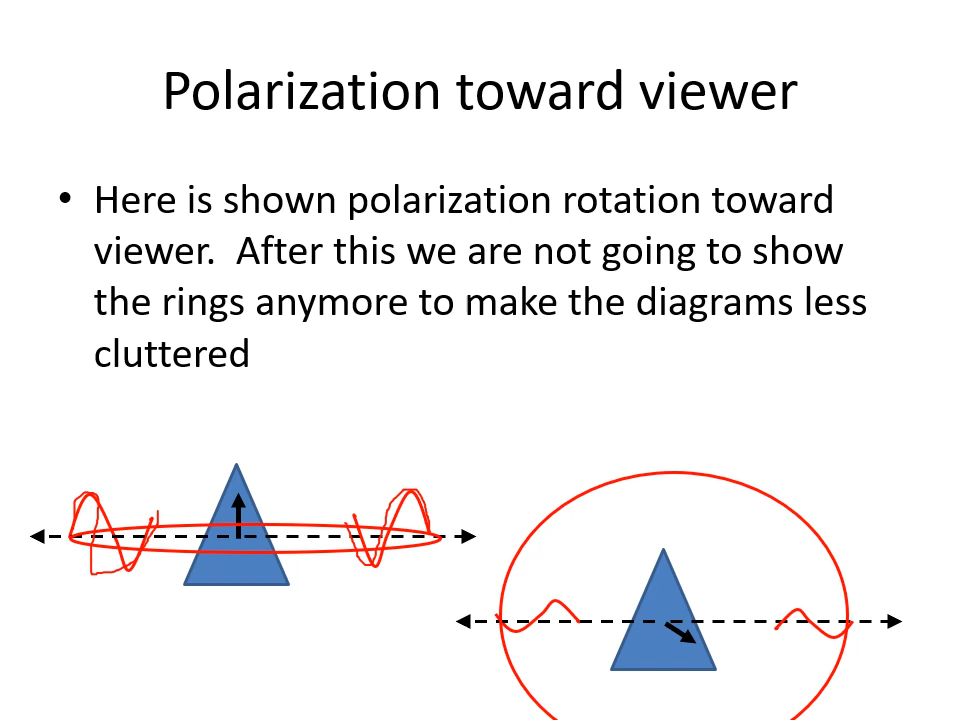 Polarization toward viewer
• Here is shown polarization rotation toward
viewer.  After this we are not going to show
the rings anymore to make the diagrams less
cluttered